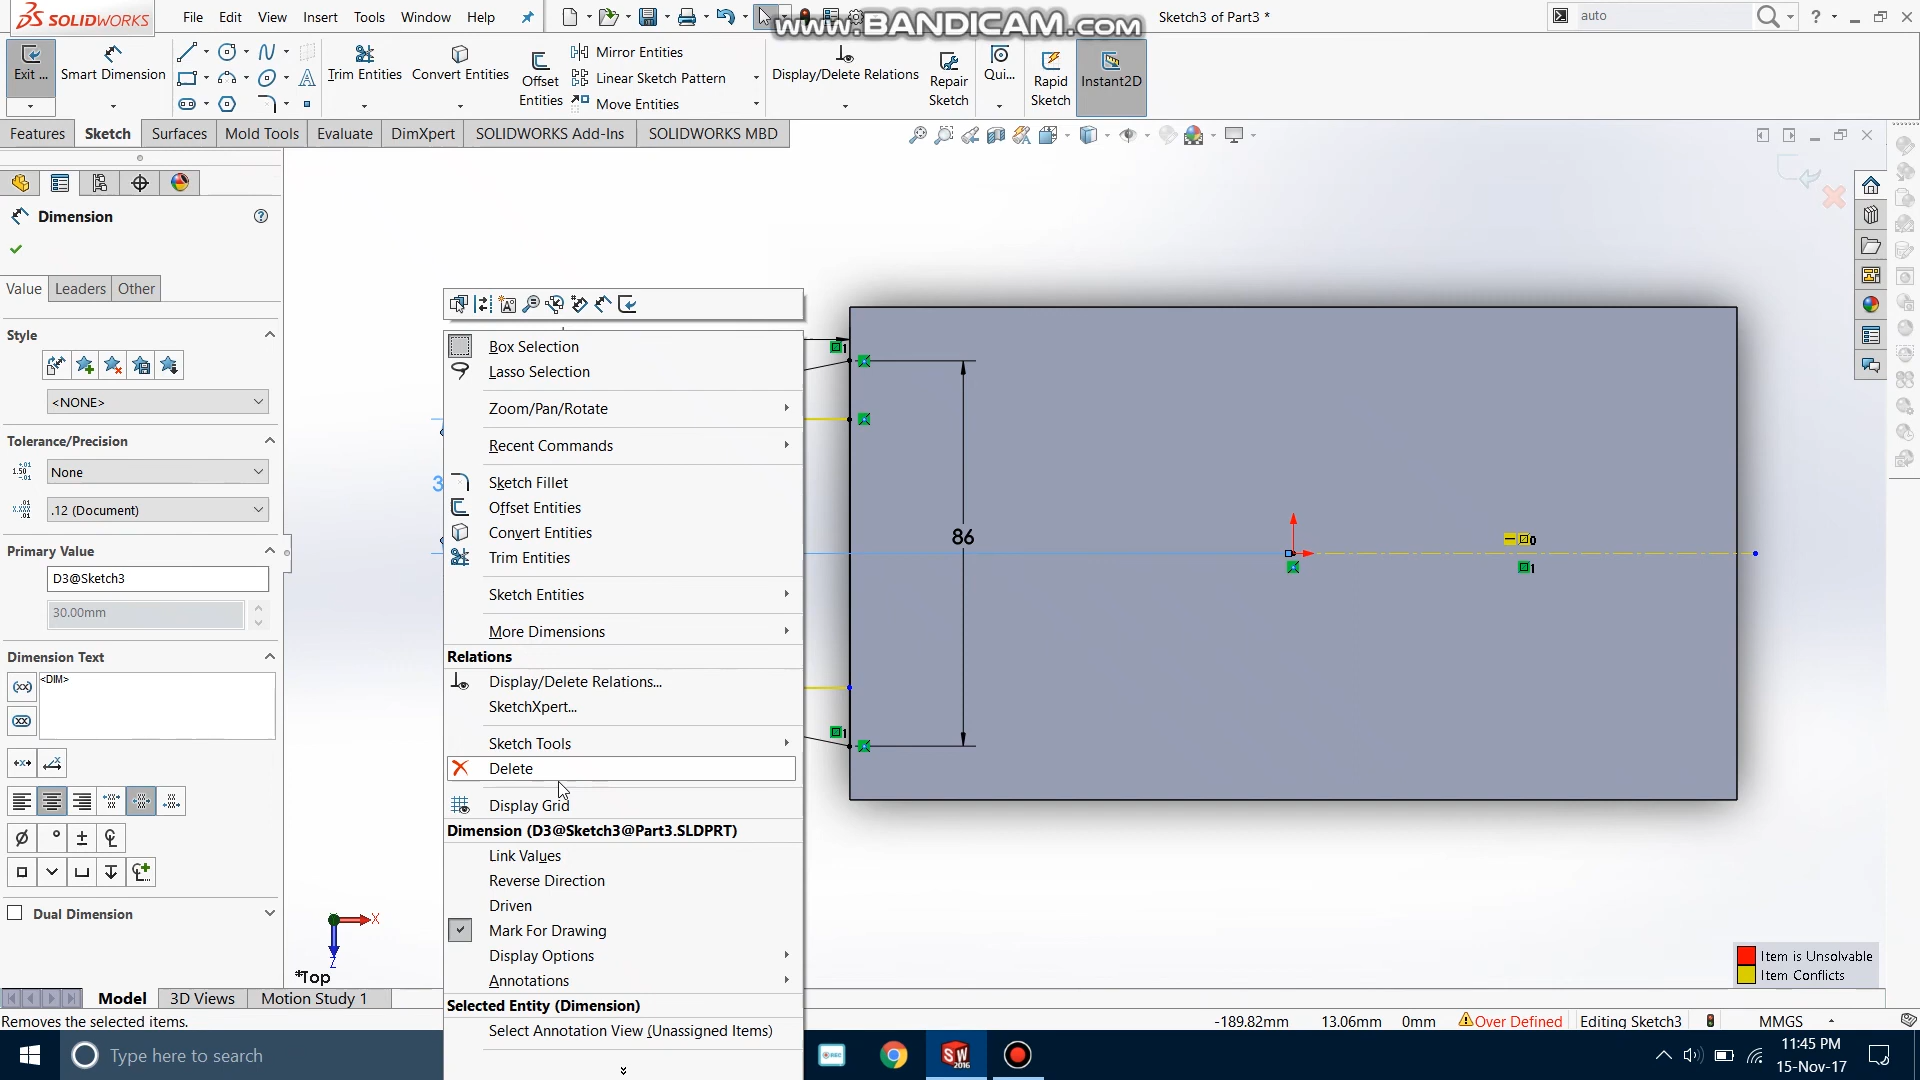 SOLIDWORKS
File Edit View Insert Tools Window Help
www.BANDICAM.com
Sketch3 of Part3 *
auto
Exit ...
Smart Dimension
Trim Entities
Convert Entities
Offset Entities
Mirror Entities
Linear Sketch Pattern
Move Entities
Display/Delete Relations
Repair Sketch
Qui...
Rapid Sketch
Instant2D
Features Sketch Surfaces Mold Tools Evaluate DimXpert SOLIDWORKS Add-Ins SOLIDWORKS MBD
Dimension
Value Leaders Other
Style
<NONE>
Tolerance/Precision
None
.12 (Document)
Primary Value
D3@Sketch3
30.00mm
Dimension Text
<DIM>
Dual Dimension
Box Selection
Lasso Selection
Zoom/Pan/Rotate
Recent Commands
Sketch Fillet
Offset Entities
Convert Entities
Trim Entities
Sketch Entities
More Dimensions
Relations
Display/Delete Relations...
SketchXpert...
Sketch Tools
Delete
Display Grid
Dimension (D3@Sketch3@Part3.SLDPRT)
Link Values
Reverse Direction
Driven
Mark For Drawing
Display Options
Annotations
Selected Entity (Dimension)
Select Annotation View (Unassigned Items)
3
1
86
0
1
1
X
Z
*Top
Item is Unsolvable
Item Conflicts
Model 3D Views Motion Study 1
Removes the selected items.
-189.82mm 13.06mm 0mm Over Defined Editing Sketch3 MMGS
Type here to search
REC
SW
2016
11:45 PM
15-Nov-17